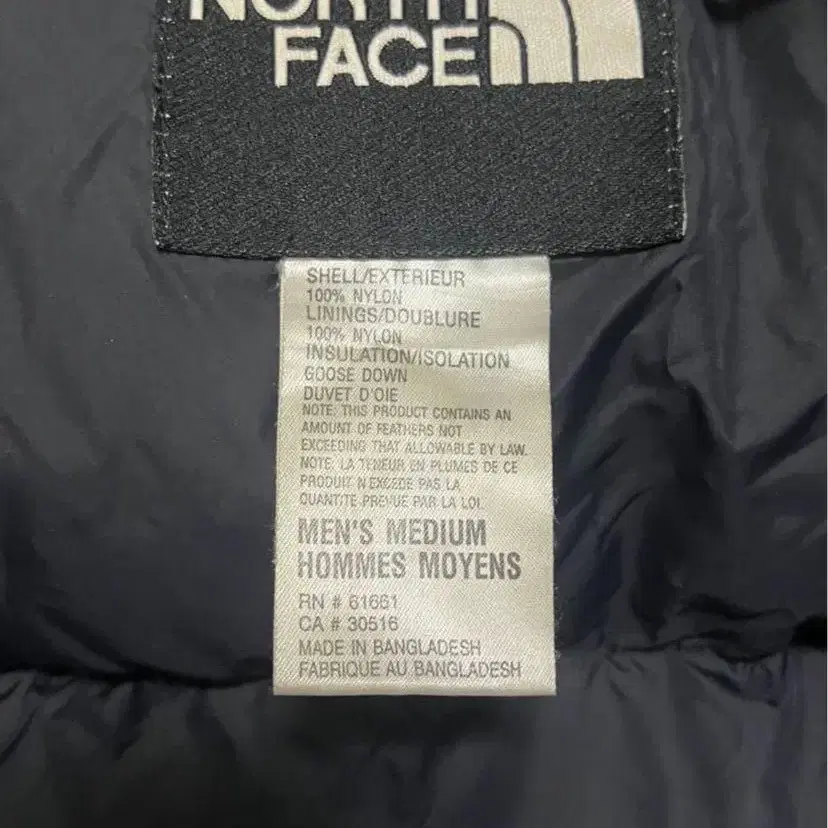 NORTH
FACE
SHELL/EXTERIEUR
100% NYLON
LININGS/DOUBLURE
100% NYLON
INSULATION/ISOLATION
GOOSE DOWN
DUVET D'OIE
NOTE: THIS PRODUCT CONTAINS AN
AMOUNT OF FEATHERS NOT
EXCEEDING THAT ALLOWABLE BY LAW.
NOTE: LA TENEUR EN PLUMES DE CE
PRODUIT N'EXCEDE PAS LA
QUANTITE PREVUE PAR LA LOI.
MEN'S MEDIUM
HOMMES MOYENS
RN # 61661
CA # 30516
MADE IN BANGLADESH
FABRIQUE AU BANGLADESH